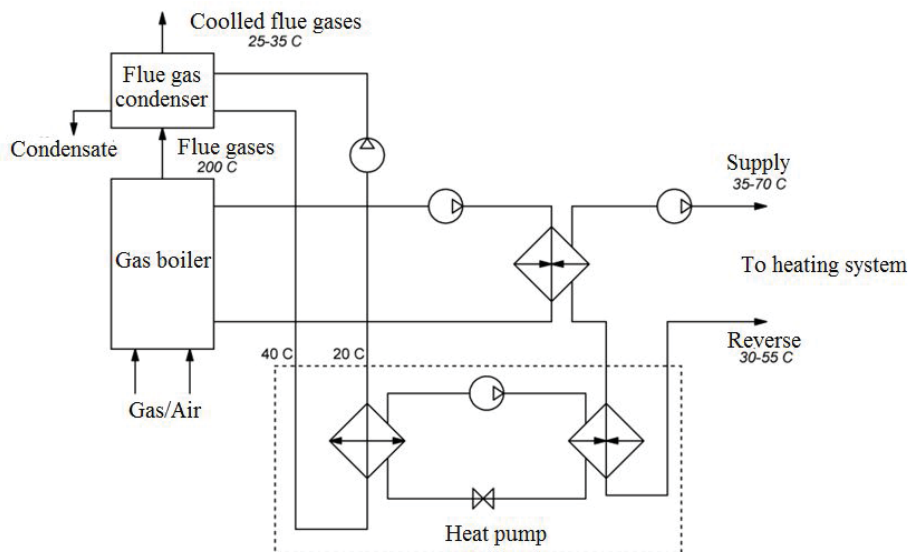 Coolled flue gases
25-35 C
Flue gas
condenser
Condensate
Flue gases
200 C
Supply
35-70 C
Gas boiler
To heating system
Reverse
30-55 C
40 C
20 C
Gas/Air
Heat pump